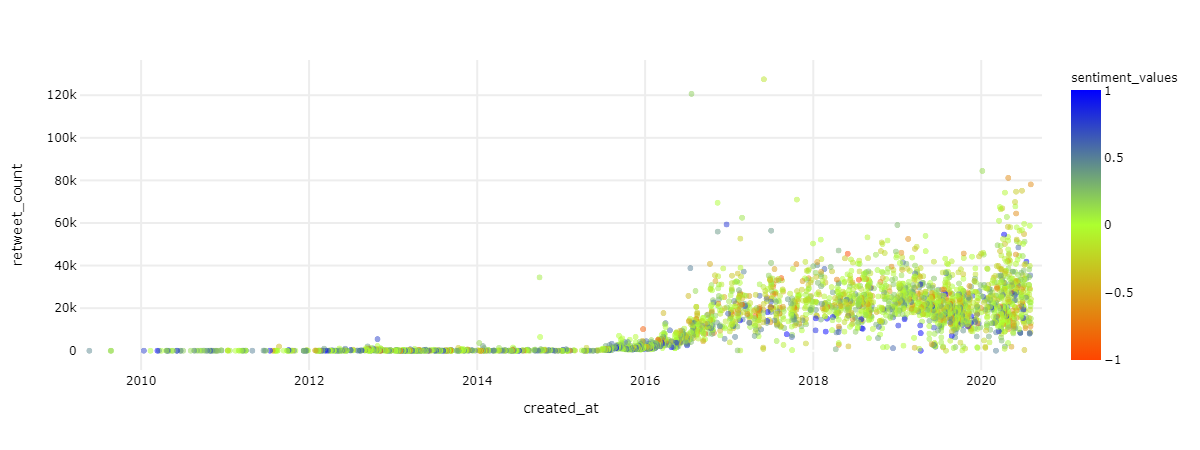 sentiment_values
1
0.5
0
−0.5
−1
120k
100k
80k
60k
40k
20k
0
retweet_count
2010 2012 2014 2016 2018 2020
created_at